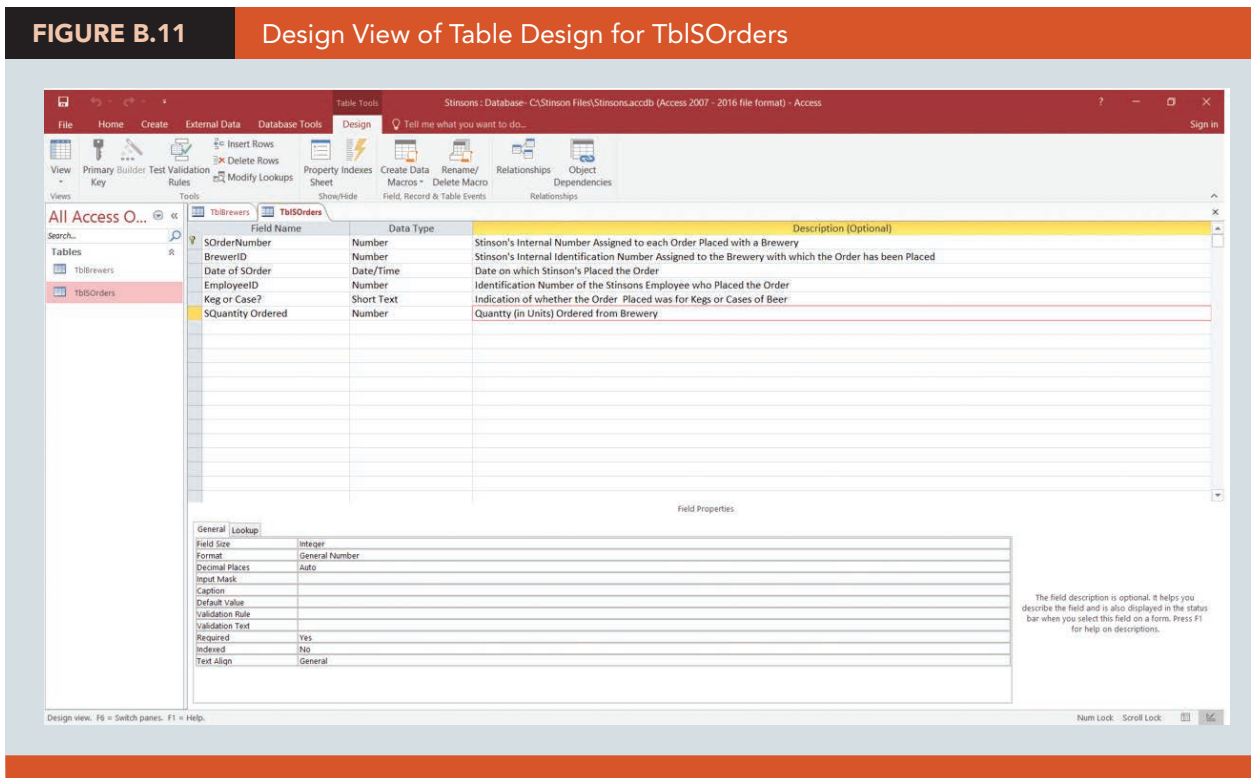 FIGURE B.11 Design View of Table Design for TblSOrders
Table Tools Stinsons : Database- C:\Stinson Files\Stinsons.accdb (Access 2007 - 2016 file format) - Access ?
File Home Create External Data Database Tools Design Tell me what you want to do... Sign in
View Primary Key Builder Test Validation Rules Insert Rows Delete Rows Modify Lookups Property Sheet Indexes Create Data Macros Rename/ Delete Macro Relationships Object Dependencies
Views Tools Show/Hide Field, Record & Table Events Relationships
All Access O... TblBrewers TblSOrders
Search...
Tables
TblBrewers
TblSOrders
Field Name Data Type Description (Optional)
SOrderNumber Number Stinson's Internal Number Assigned to each Order Placed with a Brewery
BrewerID Number Stinson's Internal Identification Number Assigned to the Brewery with which the Order has been Placed
Date of SOrder Date/Time Date on which Stinson's Placed the Order
EmployeeID Number Identification Number of the Stinsons Employee who Placed the Order
Keg or Case? Short Text Indication of whether the Order Placed was for Kegs or Cases of Beer
SQuantity Ordered Number Quantty (in Units) Ordered from Brewery
Field Properties
General Lookup
Field Size Integer
Format General Number
Decimal Places Auto
Input Mask
Caption
Default Value
Validation Rule
Validation Text
Required Yes
Indexed No
Text Align General
The field description is optional. It helps you
describe the field and is also displayed in the status
bar when you select this field on a form. Press F1
for help on descriptions.
Design view. F6 = Switch panes. F1 = Help. Num Lock Scroll Lock